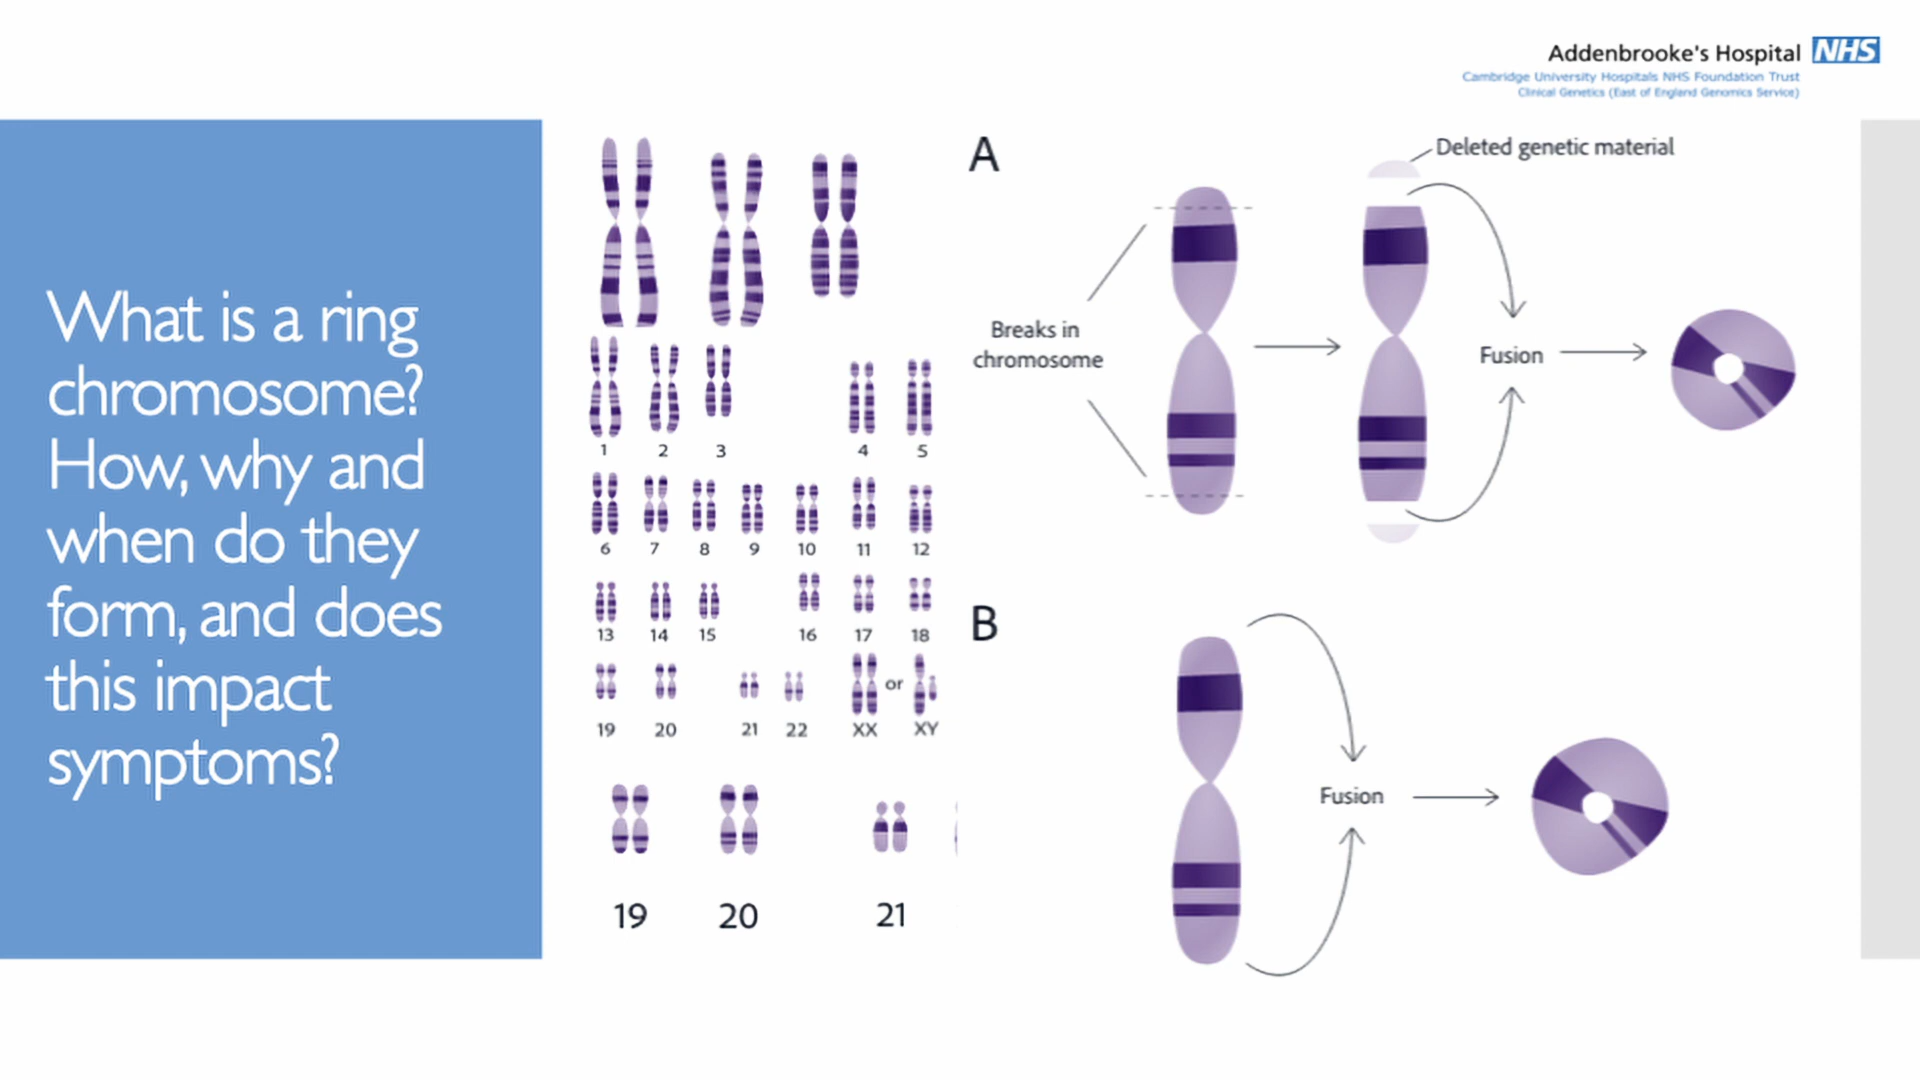 Addenbrooke's Hospital NHS
Cambridge University Hospitals NHS Foundation Trust
Clinical Genetics (East of England Genomics Service)
What is a ring
chromosome?
How, why and
when do they
form, and does
this impact
symptoms?
1 2 3 4 5
6 7 8 9 10 11 12
13 14 15 16 17 18
or
19 20 21 22 XX XY
19 20 21
A
Deleted genetic material
Breaks in
chromosome
Fusion
B
Fusion